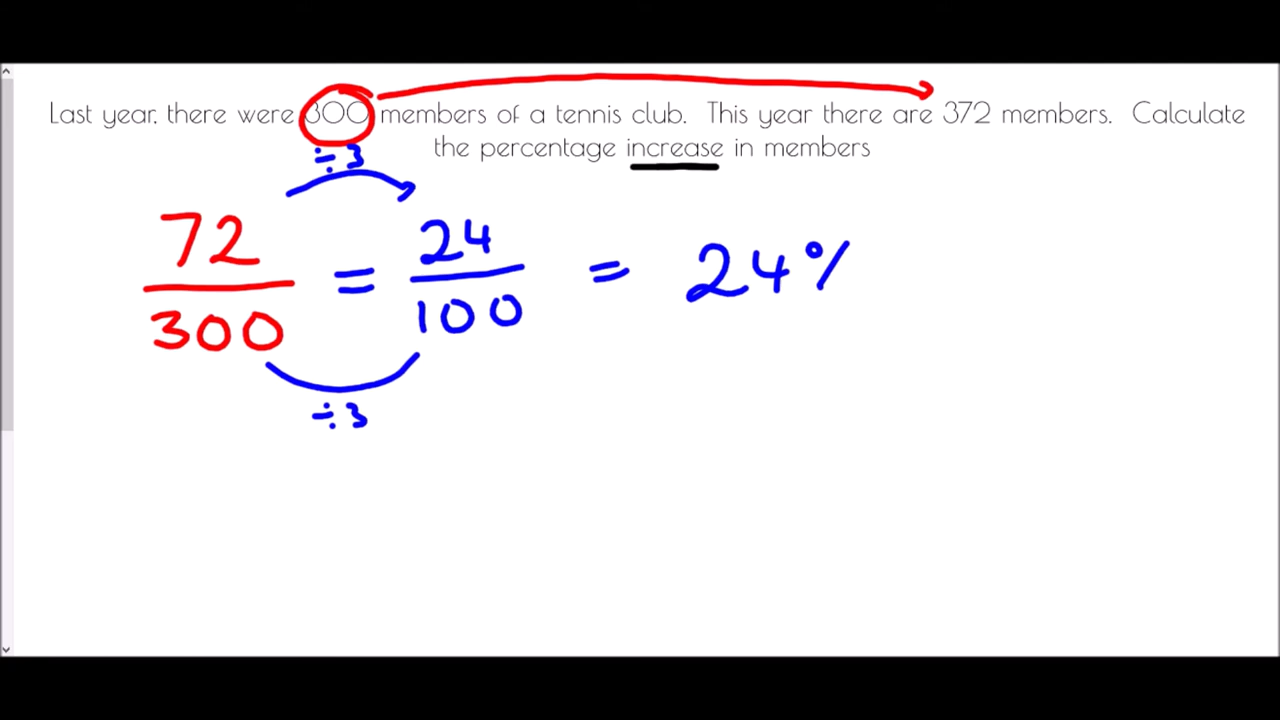 Last year, there were 300 members of a tennis club. This year there are 372 members. Calculate
the percentage increase in members
÷3
72/300 = 24/100 = 24%
÷3